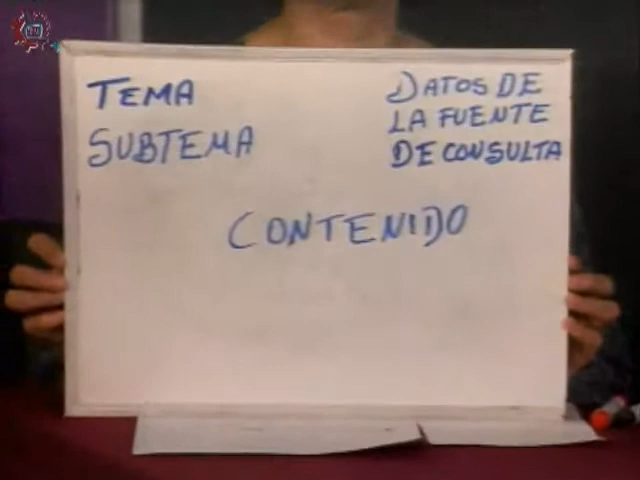 TEMA
SUBTEMA
DATOS DE
LA FUENTE
DE CONSULTA
CONTENIDO